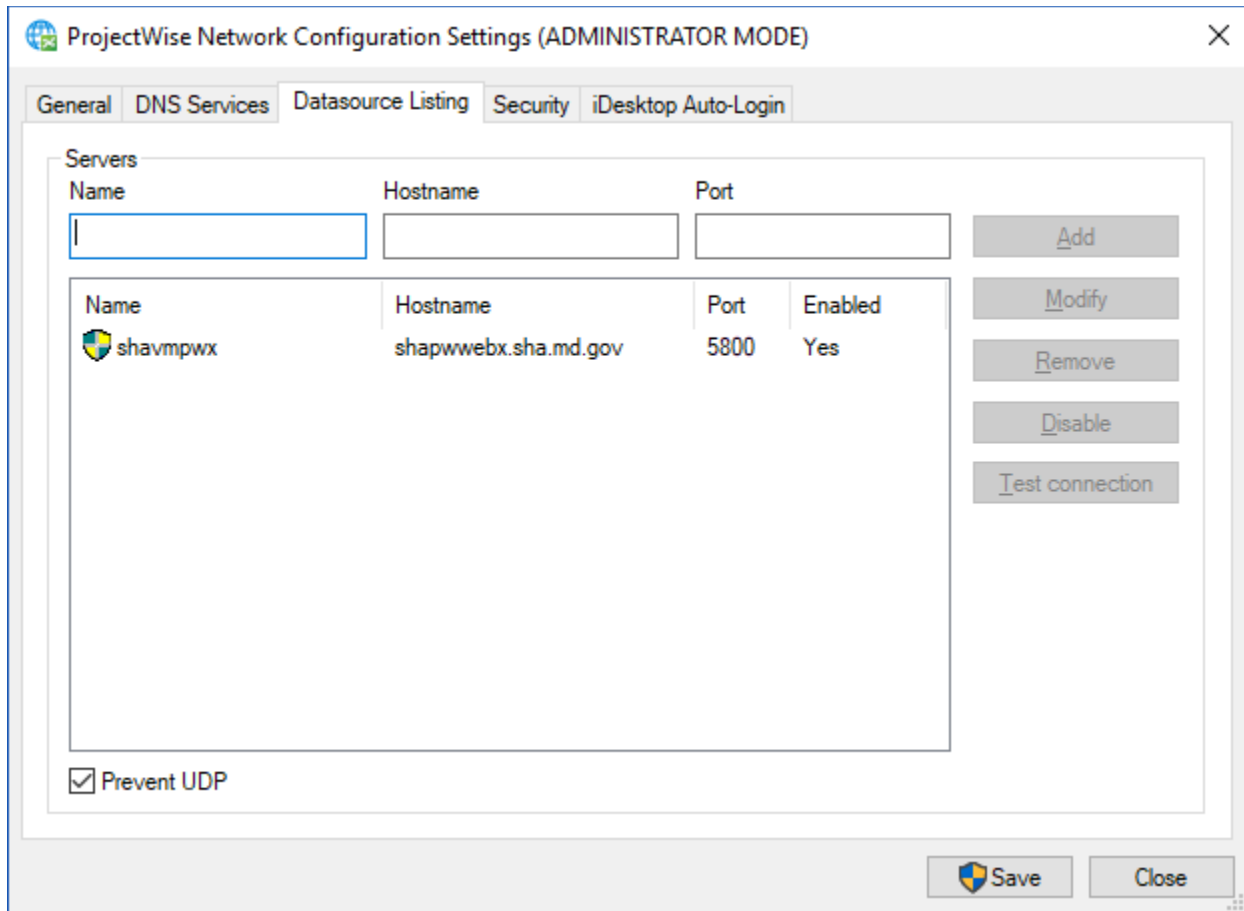 ProjectWise Network Configuration Settings (ADMINISTRATOR MODE)
General DNS Services Datasource Listing Security iDesktop Auto-Login
Servers
Name Hostname Port
Add
Name Hostname Port Enabled
Modify
shavmpwx shapwwebx.sha.md.gov 5800 Yes
Remove
Disable
Test connection
Prevent UDP
Save Close